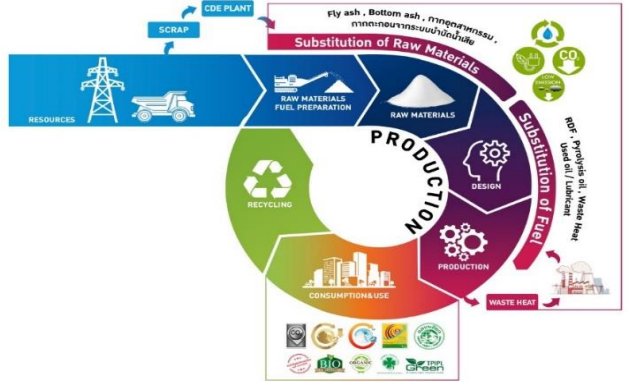 CDE PLANT
SCRAP
Fly ash , Bottom ash , กากอุตสาหกรรม ,
กากตะกอนจากระบบบำบัดน้ำเสีย
Substitution of Raw Materials
CO₂
LOW EMISSION
RESOURCES
RAW MATERIALS
FUEL PREPARATION
RAW MATERIALS
PRODUCTION
Substitution of Fuel
RDF , Pyrolysis oil , Waste Heat
Used oil / Lubricant
DESIGN
RECYCLING
PRODUCTION
CONSUMPTION&USE
WASTE HEAT
BIO
ORGANIC
TPIPL
Green